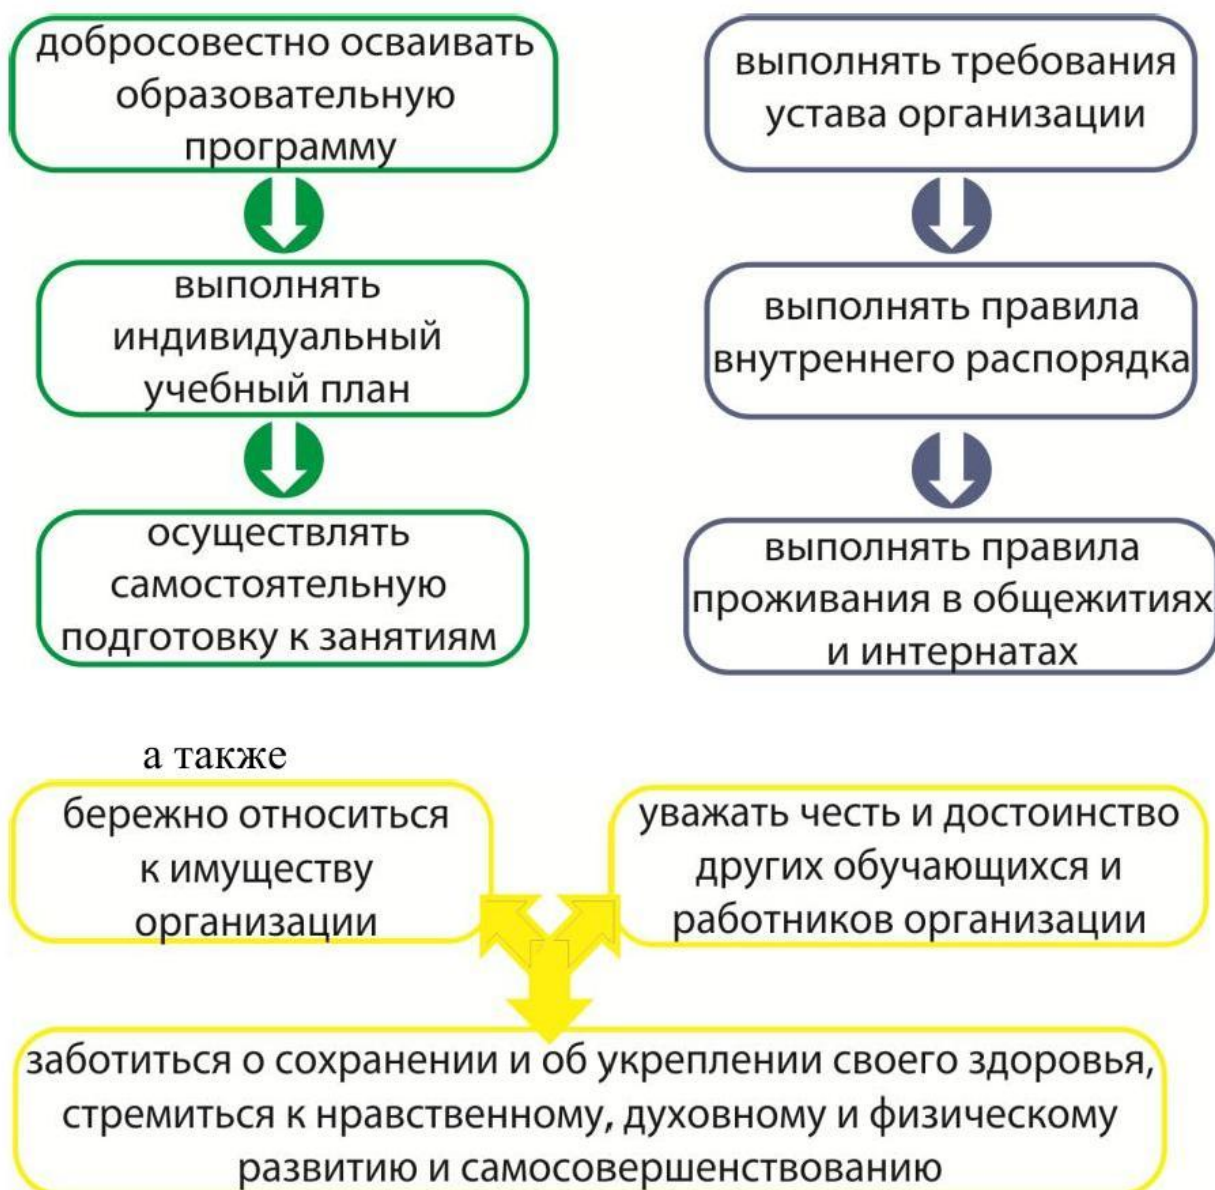 добросовестно осваивать
образовательную
программу
выполнять
индивидуальный
учебный план
осуществлять
самостоятельную
подготовку к занятиям
выполнять требования
устава организации
выполнять правила
внутреннего распорядка
выполнять правила
проживания в общежитиях
и интернатах
а также
бережно относиться
к имуществу
организации
уважать честь и достоинство
других обучающихся и
работников организации
заботиться о сохранении и об укреплении своего здоровья,
стремиться к нравственному, духовному и физическому
развитию и самосовершенствованию